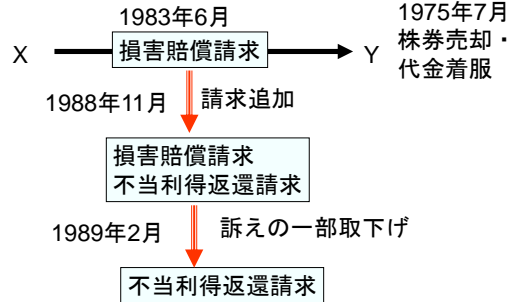 1983年6月
X
損害賠償請求
Y
1975年7月
株券売却・
代金着服
1988年11月
請求追加
損害賠償請求
不当利得返還請求
1989年2月
訴えの一部取下げ
不当利得返還請求